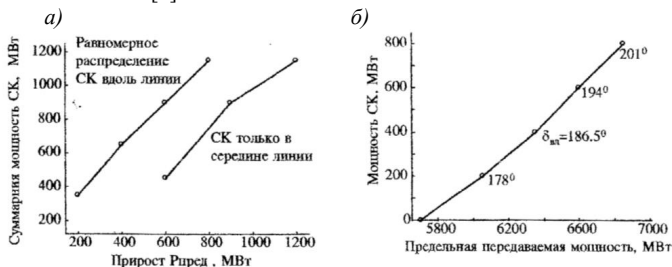 а)
б)
Суммарния мощность СК, МВт
1200
1000
800
600
400
200
Равномерное
распределение
СК вдоль линии
СК только в
середине линии
200 400 600 800 1000 1200
Прирост Рпред , МВт
Мощность СК, МВт
800
600
400
200
0
201⁰
194⁰
δвл=186.5⁰
178⁰
5800 6200 6600 7000
Предельная передаваемая мощность, МВт